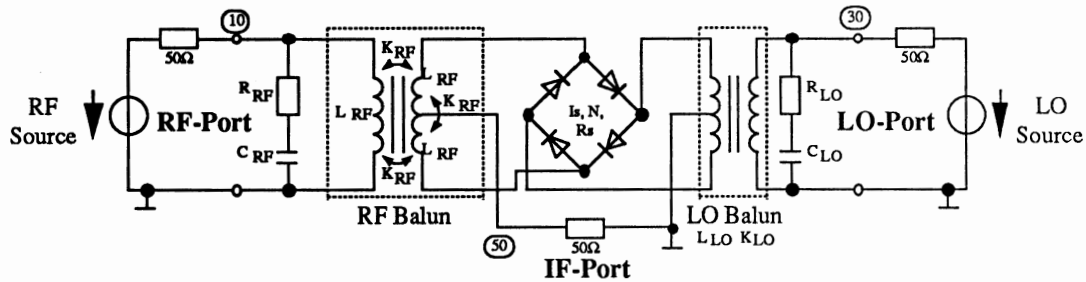 10
30
50Ω
50Ω
K RF
L RF
R RF
R LO
RF
Source
RF-Port
L RF
K RF
Is, N,
Rs
LO-Port
LO
Source
C RF
L RF
C LO
K RF
RF Balun
LO Balun
L LO K LO
50
50Ω
IF-Port